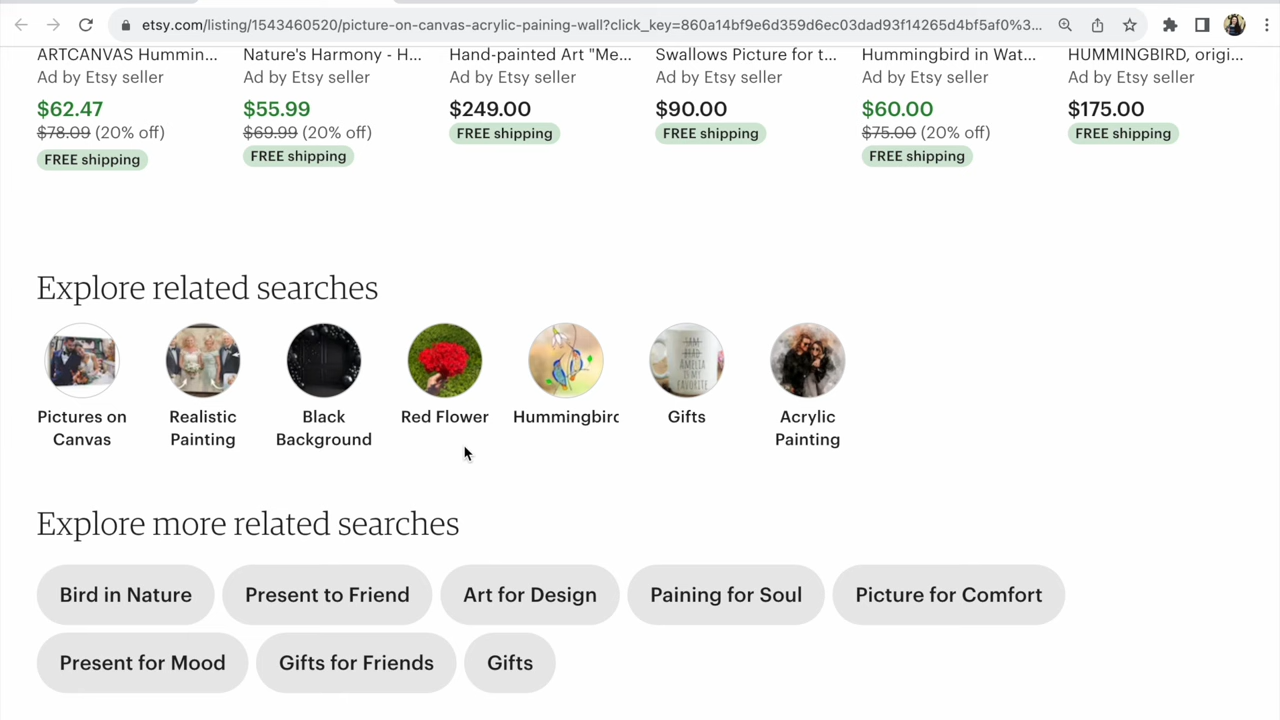 etsy.com/listing/1543460520/picture-on-canvas-acrylic-paining-wall?click_key=860a14bf9e6d359d6ec03dad93f14265d4bf5af0%3...
ARTCANVAS Hummin... Nature's Harmony - H... Hand-painted Art "Me... Swallows Picture for t... Hummingbird in Wat... HUMMINGBIRD, origi...
Ad by Etsy seller Ad by Etsy seller Ad by Etsy seller Ad by Etsy seller Ad by Etsy seller Ad by Etsy seller
$62.47 $55.99 $249.00 $90.00 $60.00 $175.00
$78.09 (20% off) $69.99 (20% off) FREE shipping FREE shipping $75.00 (20% off) FREE shipping
FREE shipping FREE shipping FREE shipping
Explore related searches
I AM
AMELIA
IS MY
FAVORITE
Pictures on Realistic Black Red Flower Hummingbirc Gifts Acrylic
Canvas Painting Background Painting
Explore more related searches
Bird in Nature Present to Friend Art for Design Paining for Soul Picture for Comfort
Present for Mood Gifts for Friends Gifts